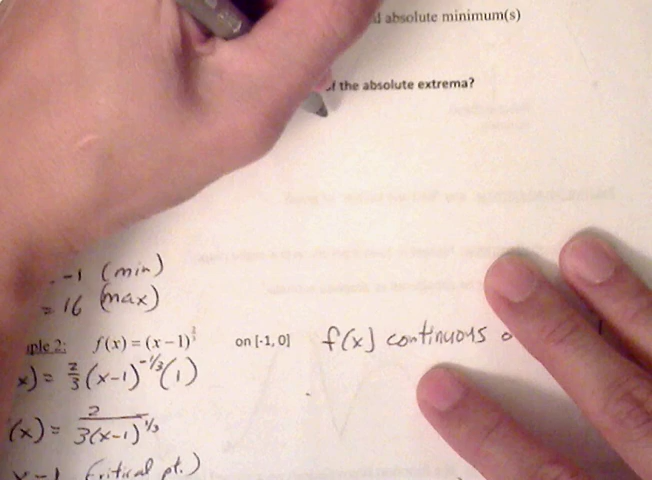 absolute minimum(s)
of the absolute extrema?
-1 (min)
= 16 (max)
ple 2: f(x) = (x-1)^{2/3} on [-1, 0] f(x) continuous o
x) = 2/3 (x-1)^{-1/3} (1)
(x) = 2 / 3(x-1)^{1/3}
critical pt.)